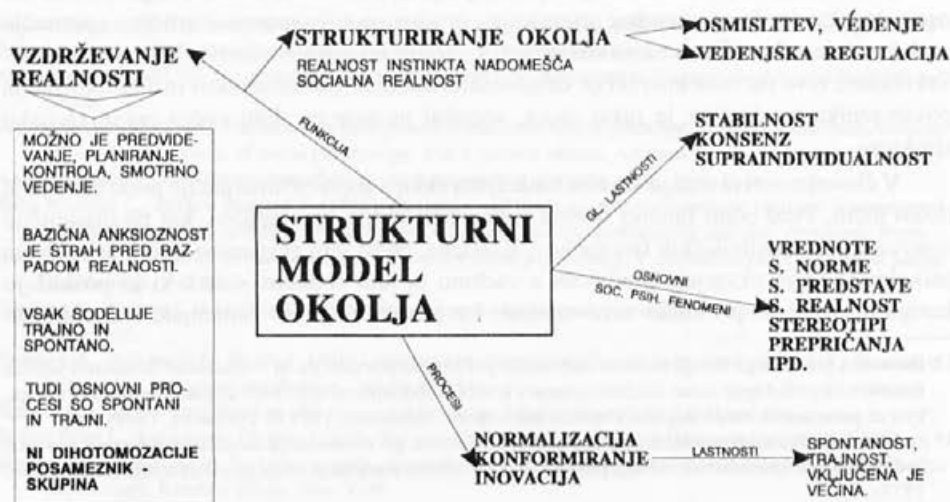 VZDRŽEVANJE
REALNOSTI
STRUKTURIRANJE OKOLJA
REALNOST INSTINKTA NADOMEŠČA
SOCIALNA REALNOST.
OSMISLITEV, VÉDENJE
VEDENJSKA REGULACIJA
FUNKCIJA
MOŽNO JE PREDVIDE-
VANJE, PLANIRANJE,
KONTROLA, SMOTRNO
VEDENJE.
BAZIČNA ANKSIOZNOST
JE STRAH PRED RAZ-
PADOM REALNOSTI.
VSAK SODELUJE
TRAJNO IN
SPONTANO.
TUDI OSNOVNI PRO-
CESI SO SPONTANI
IN TRAJNI.
NI DIHOTOMOZACIJE
POSAMEZNIK
SKUPINA
STRUKTURNI
MODEL
OKOLJA
GL. LASTNOSTI
STABILNOST
KONSENZ
SUPRAINDIVIDUALNOST
OSNOVNI
SOC. PSIH. FENOMENI
VREDNOTE
S. NORME
S. PREDSTAVE
S. REALNOST
STEREOTIPI
PREPRIČANJA
IPD.
PROCESI
NORMALIZACIJA
KONFORMIRANJE
INOVACIJA
LASTNOSTI
SPONTANOST,
TRAJNOST,
VKLJUČENA JE
VEČINA.